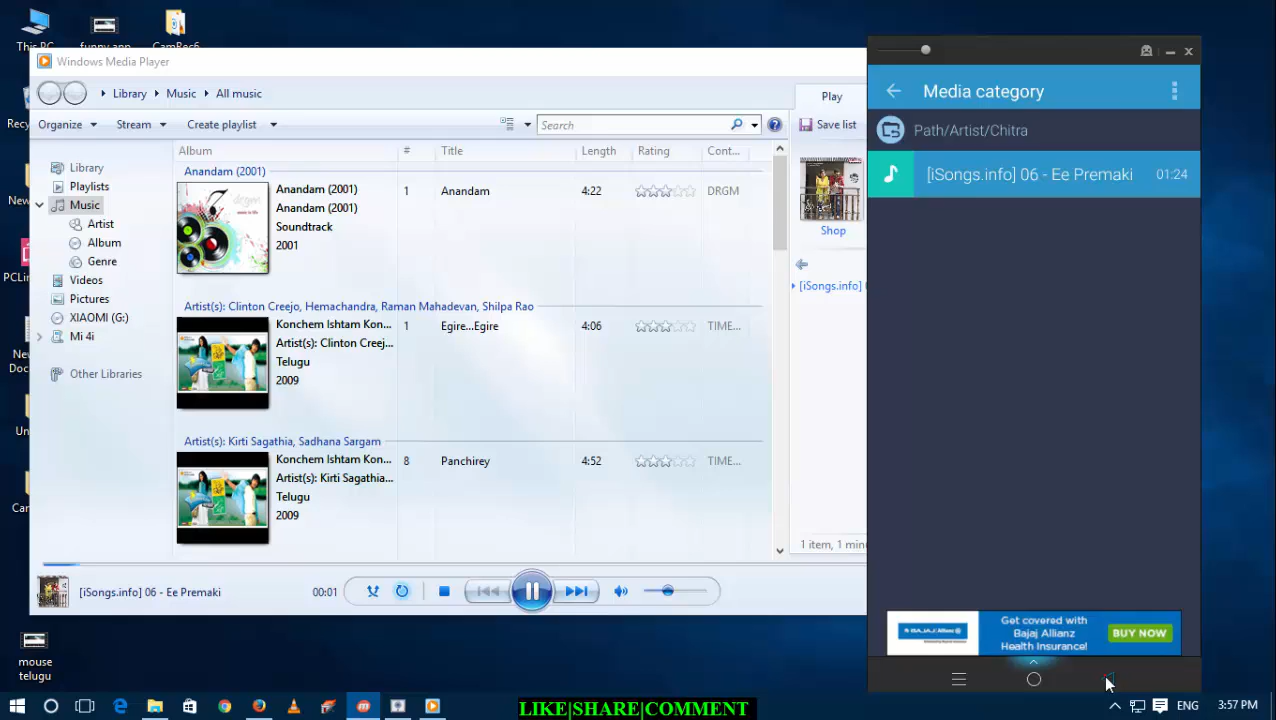 This PC
funny app
CamRec6
Windows Media Player
Library
Music
All music
Organize
Stream
Create playlist
Search
Play
Save list
Album
#
Title
Length
Rating
Cont...
Library
Playlists
Music
Artist
Album
Genre
Videos
Pictures
XIAOMI (G:)
Mi 4i
Other Libraries
Anandam (2001)
Anandam (2001)
Anandam (2001)
Soundtrack
2001
1
Anandam
4:22
DRGM
Artist(s): Clinton Creejo, Hemachandra, Raman Mahadevan, Shilpa Rao
Konchem Ishtam Kon...
Artist(s): Clinton Creej...
Telugu
2009
1
Egire...Egire
4:06
TIME...
Artist(s): Kirti Sagathia, Sadhana Sargam
Konchem Ishtam Kon...
Artist(s): Kirti Sagathia...
Telugu
2009
8
Panchirey
4:52
TIME...
Shop
[iSongs.info]
1 item, 1 minu
[iSongs.info] 06 - Ee Premaki
00:01
Media category
Path/Artist/Chitra
[iSongs.info] 06 - Ee Premaki
01:24
BAJAJ Allianz
Get covered with
Bajaj Allianz
Health Insurance!
BUY NOW
mouse
telugu
LIKE|SHARE|COMMENT
ENG
3:57 PM